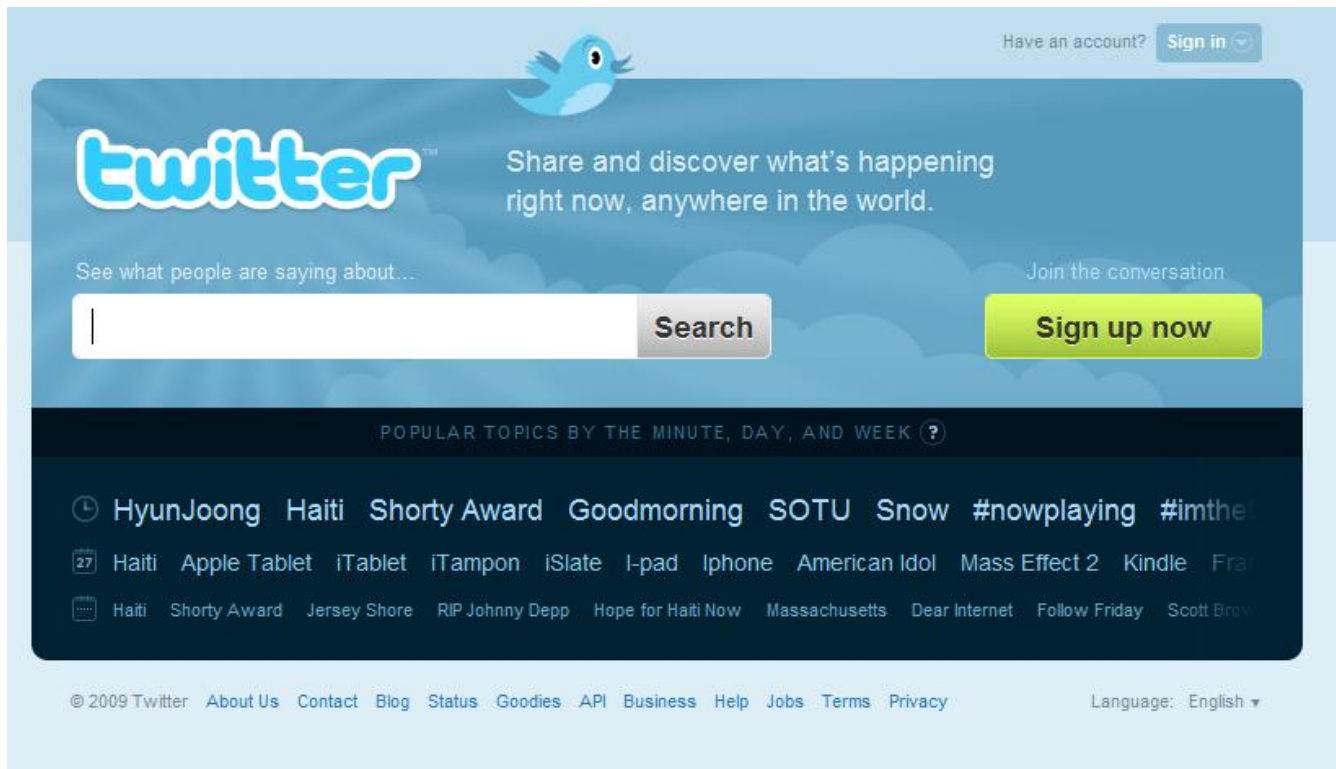 Have an account? Sign in
twitter™
Share and discover what's happening
right now, anywhere in the world.
See what people are saying about...
Search
Join the conversation
Sign up now
POPULAR TOPICS BY THE MINUTE, DAY, AND WEEK ?
HyunJoong Haiti Shorty Award Goodmorning SOTU Snow #nowplaying
27 Haiti Apple Tablet iTablet iTampon iSlate I-pad Iphone American Idol Mass Effect 2 Kindle
Haiti Shorty Award Jersey Shore RIP Johnny Depp Hope for Haiti Now Massachusetts Dear Internet Follow Friday Scott
© 2009 Twitter About Us Contact Blog Status Goodies API Business Help Jobs Terms Privacy Language: English